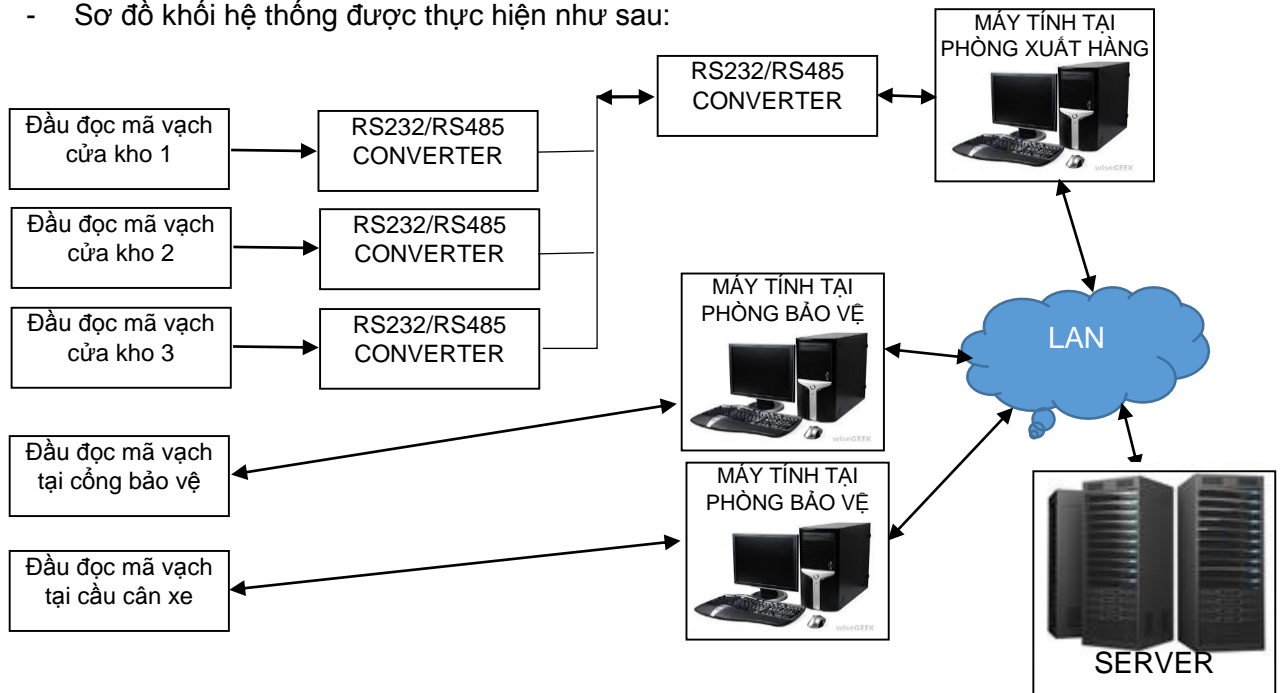 - Sơ đồ khối hệ thống được thực hiện như sau:
MÁY TÍNH TẠI
PHÒNG XUẤT HÀNG
wiseGEEK
RS232/RS485
CONVERTER
Đầu đọc mã vạch
cửa kho 1
RS232/RS485
CONVERTER
Đầu đọc mã vạch
cửa kho 2
RS232/RS485
CONVERTER
Đầu đọc mã vạch
cửa kho 3
RS232/RS485
CONVERTER
MÁY TÍNH TẠI
PHÒNG BẢO VỆ
wiseGEEK
LAN
Đầu đọc mã vạch
tại cổng bảo vệ
MÁY TÍNH TẠI
PHÒNG BẢO VỆ
wiseGEEK
Đầu đọc mã vạch
tại cầu cân xe
SERVER